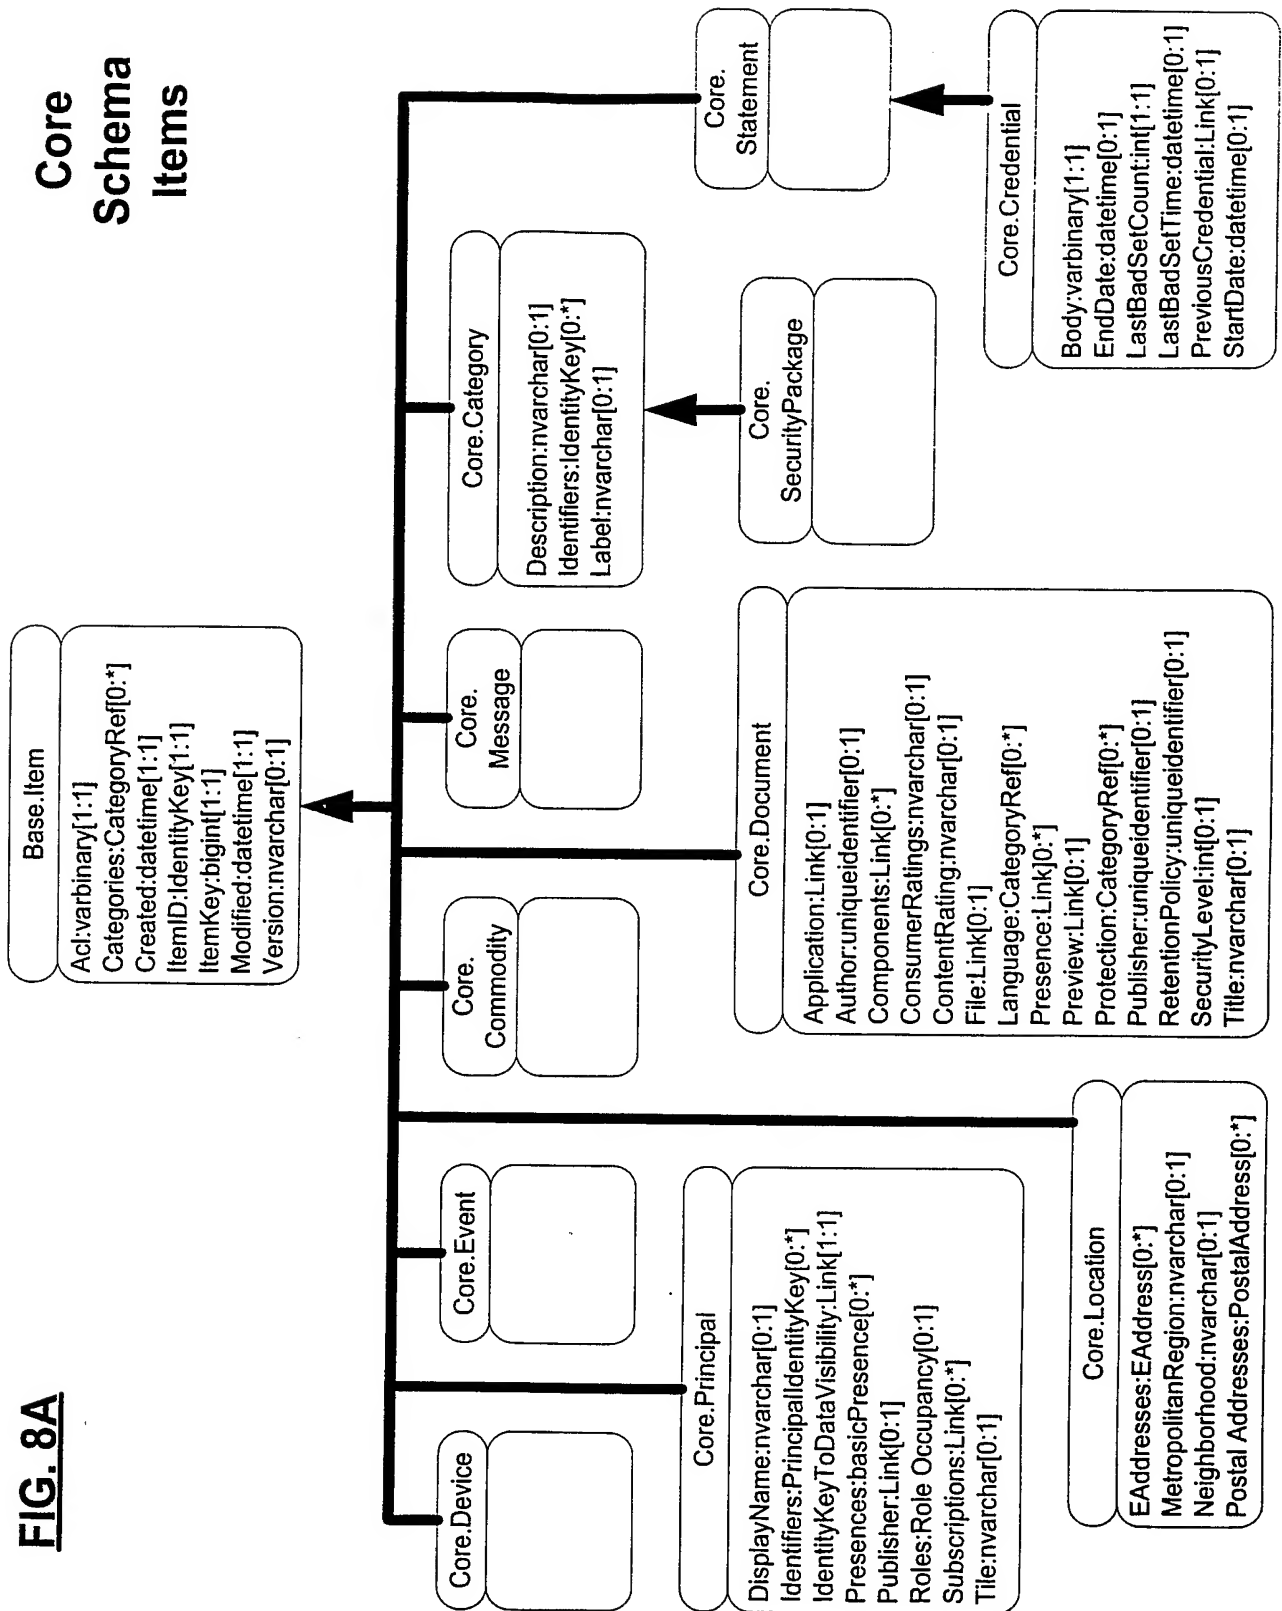 FIG. 8A
Core
Schema
Items
Base.Item
Acl:varbinary[1:1]
Categories:CategoryRef[0:*]
Created:datetime[1:1]
ItemID:IdentityKey[1:1]
ItemKey:bigint[1:1]
Modified:datetime[1:1]
Version:nvarchar[0:1]
Core.Device
Core.Event
Core.
Commodity
Core.
Message
Core.Category
Description:nvarchar[0:1]
Identifiers:IdentityKey[0:*]
Label:nvarchar[0:1]
Core.
Statement
Core.Principal
DisplayName:nvarchar[0:1]
Identifiers:PrincipalIdentityKey[0:*]
IdentityKeyToDataVisibility:Link[1:1]
Presences:basicPresence[0:*]
Publisher:Link[0:1]
Roles:Role Occupancy[0:1]
Subscriptions:Link[0:*]
Tile:nvarchar[0:1]
Core.Document
Application:Link[0:1]
Author:uniqueidentifier[0:1]
Components:Link[0:*]
ConsumerRatings:nvarchar[0:1]
ContentRating:nvarchar[0:1]
File:Link[0:1]
Language:CategoryRef[0:*]
Presence:Link]0:*]
Preview:Link[0:1]
Protection:CategoryRef[0:*]
Publisher:uniqueidentifier[0:1]
RetentionPolicy:uniqueidentifier[0:1]
SecurityLevel:int[0:1]
Title:nvarchar[0:1]
Core.
SecurityPackage
Core.Location
EAddresses:EAddress[0:*]
MetropolitanRegion:nvarchar[0:1]
Neighborhood:nvarchar[0:1]
Postal Addresses:PostalAddress[0:*]
Core.Credential
Body:varbinary[1:1]
EndDate:datetime[0:1]
LastBadSetCount:int[1:1]
LastBadSetTime:datetime[0:1]
PreviousCredential:Link[0:1]
StartDate:datetime[0:1]